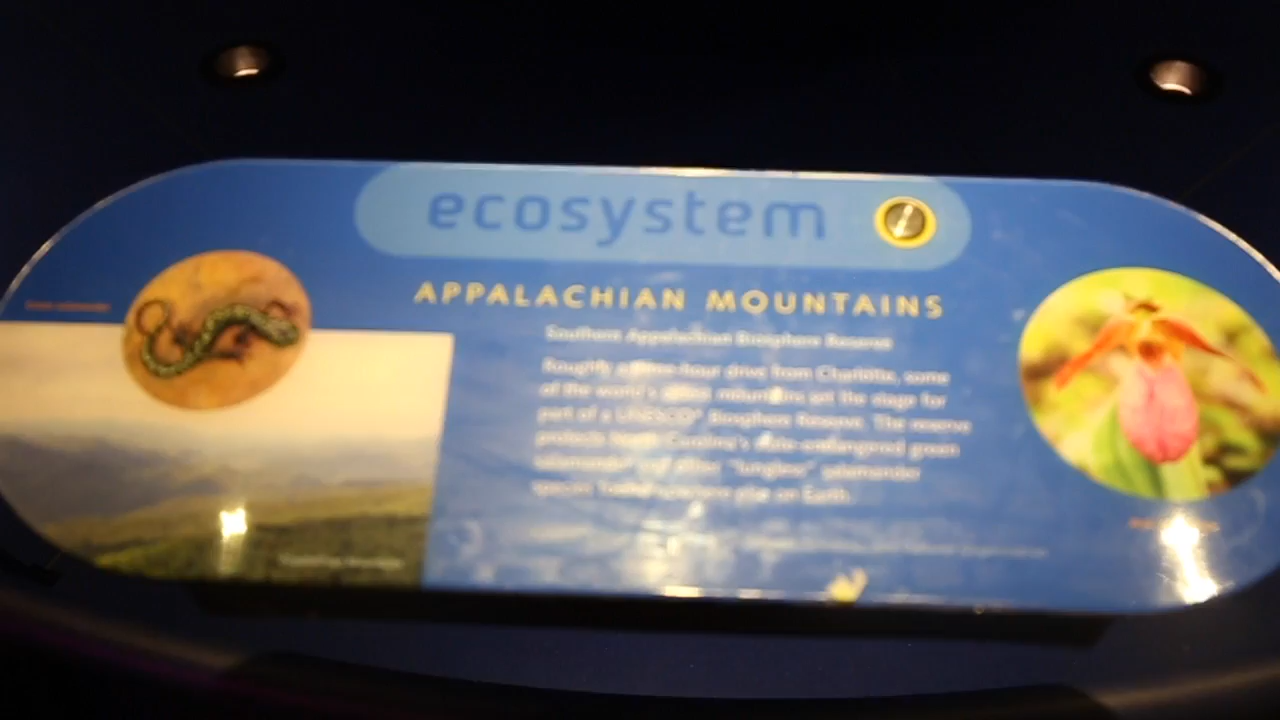 ecosystem
APPALACHIAN MOUNTAINS
Southern Appalachian Biosphere Reserve
Roughly a three-hour drive from Charlotte, some
of the world's oldest mountains set the stage for
part of a UNESCO* Biosphere Reserve. The reserve
protects North Carolina's state-endangered green
salamander and other "lungless" salamander
species found nowhere else on Earth.